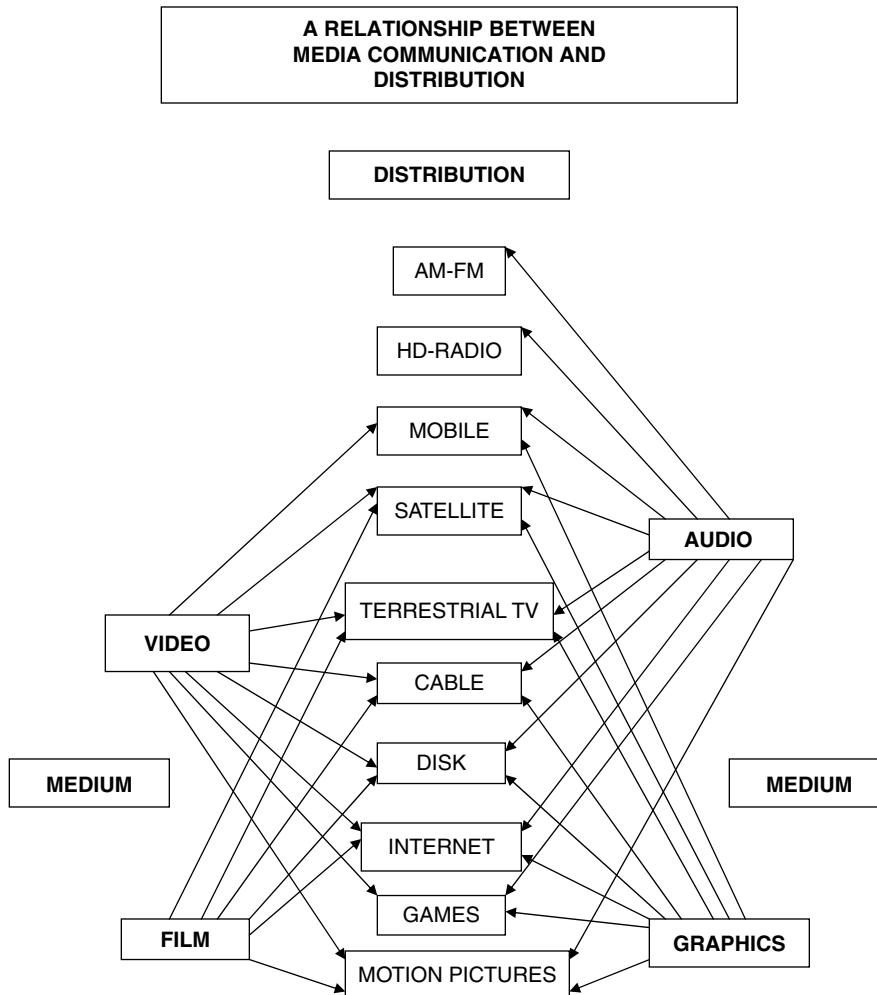 A RELATIONSHIP BETWEEN
MEDIA COMMUNICATION AND
DISTRIBUTION
DISTRIBUTION
AM-FM
HD-RADIO
MOBILE
SATELLITE
AUDIO
TERRESTRIAL TV
VIDEO
CABLE
DISK
MEDIUM
MEDIUM
INTERNET
GAMES
FILM
GRAPHICS
MOTION PICTURES